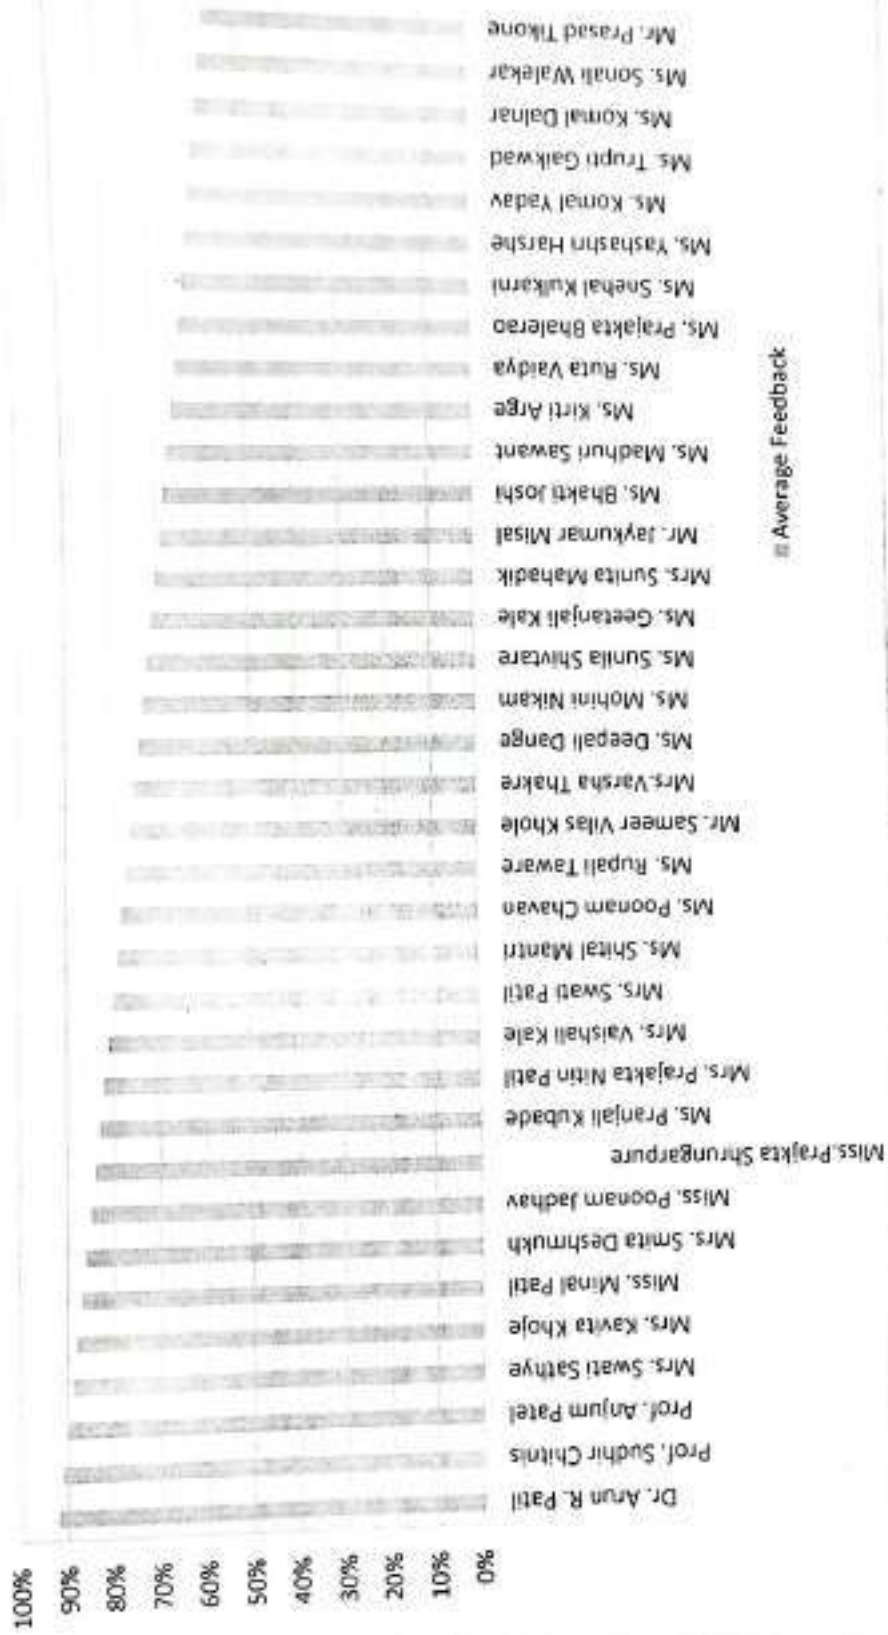 100%
90%
80%
70%
60%
50%
40%
30%
20%
10%
0%
Dr. Arun R. Patil
Prof. Sudhir Chitnis
Prof. Anjum Patel
Mrs. Swati Sathye
Mrs. Kavita Khoje
Miss. Minal Patil
Mrs. Smita Deshmukh
Miss. Poonam Jadhav
Miss.Prajkta Shrungarpure
Ms. Pranjali Kubade
Mrs. Prajakta Nitin Patil
Mrs. Vaishali Kale
Mrs. Swati Patil
Ms. Shital Mantri
Ms. Poonam Chavan
Ms. Rupali Taware
Mr. Sameer Vilas Khole
Mrs.Varsha Thakre
Ms. Deepali Dange
Ms. Mohini Nikam
Ms. Sunila Shivtare
Ms. Geetanjali Kale
Mrs. Sunita Mahadik
Mr. Jaykumar Misal
Ms. Bhakti Joshi
Ms. Madhuri Sawant
Ms. Kirti Arge
Ms. Ruta Vaidya
Ms. Prajakta Bhalerao
Ms. Snehal Kulkarni
Ms. Yashashri Harshe
Ms. Komal Yadav
Ms. Trupti Gaikwad
Ms. Komal Dalnar
Ms. Sonali Walekar
Mr. Prasad Tikone
Average Feedback